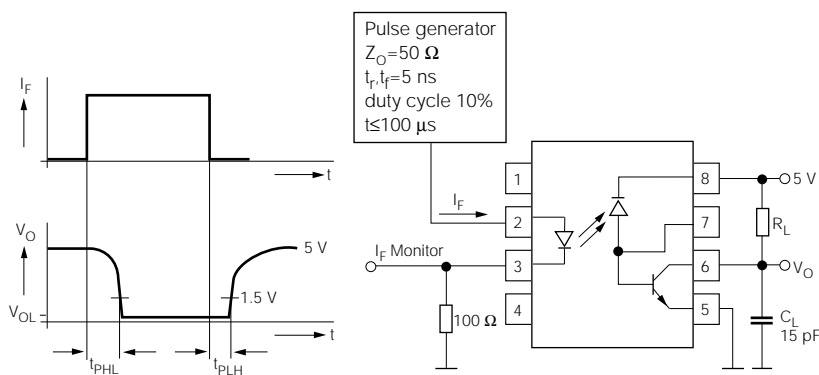 Pulse generator
Z_O=50 Ω
t_r,t_f=5 ns
duty cycle 10%
t≤100 μs
I_F
t
V_O
5 V
1.5 V
V_OL
t
t_PHL
t_PLH
1
8
5 V
I_F
2
7
R_L
I_F Monitor
3
6
V_O
100 Ω
4
5
C_L
15 pF